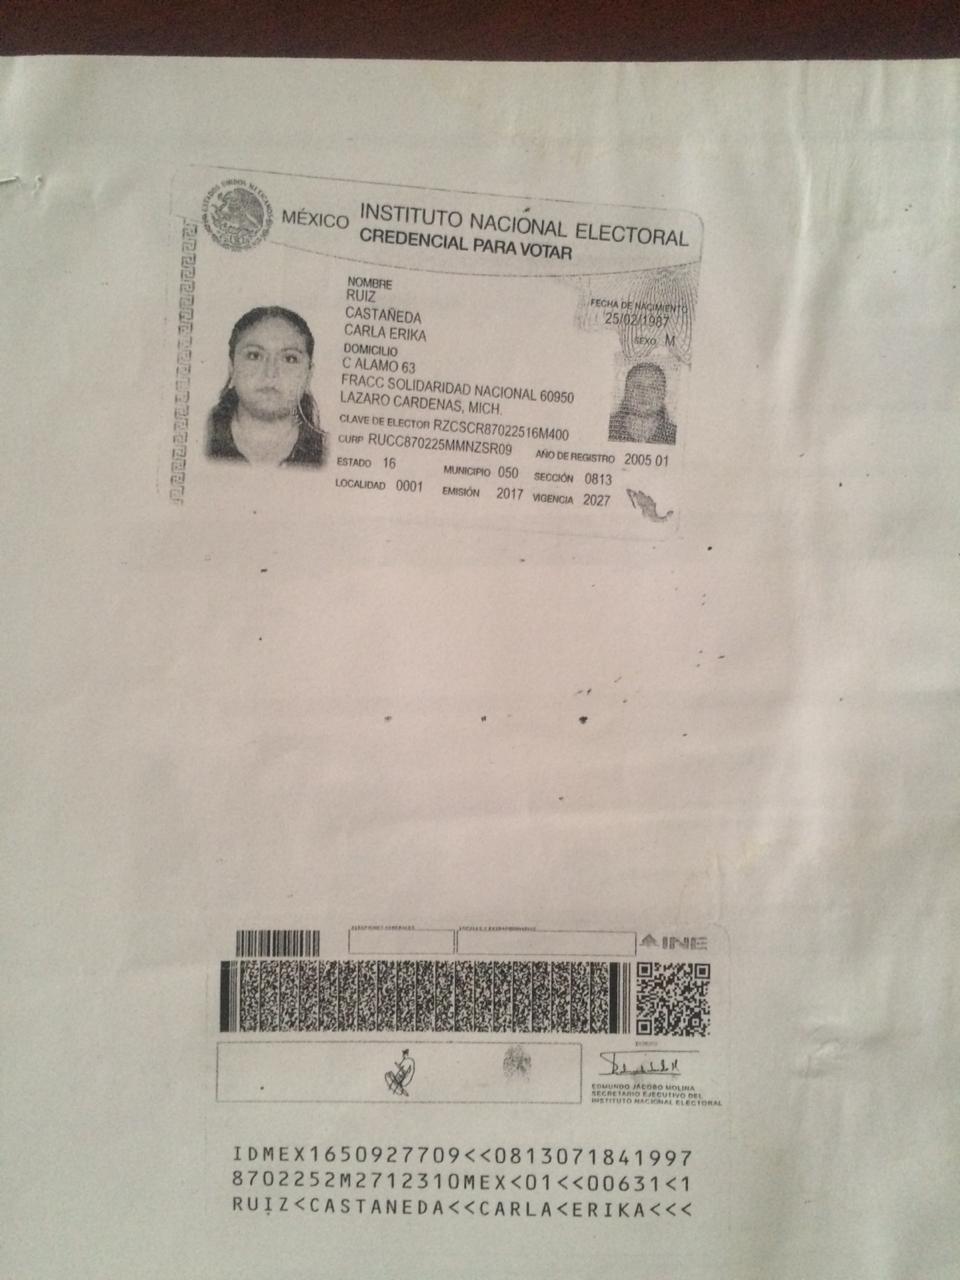 ESTADOS UNIDOS MEXICANOS
MÉXICO INSTITUTO NACIONAL ELECTORAL
CREDENCIAL PARA VOTAR
NOMBRE
RUIZ
CASTAÑEDA
CARLA ERIKA
FECHA DE NACIMIENTO
25/02/1987
SEXO M
DOMICILIO
C ALAMO 63
FRACC SOLIDARIDAD NACIONAL 60950
LAZARO CARDENAS, MICH.
CLAVE DE ELECTOR RZCSCR87022516M400
CURP RUCC870225MMNZSR09 AÑO DE REGISTRO 2005 01
ESTADO 16 MUNICIPIO 050 SECCIÓN 0813
LOCALIDAD 0001 EMISIÓN 2017 VIGENCIA 2027
ELECCIONES FEDERALES LOCALES Y EXTRAORDINARIAS
INE
EDMUNDO JACOBO MOLINA
SECRETARIO EJECUTIVO DEL
INSTITUTO NACIONAL ELECTORAL
IDMEX1650927709<<0813071841997
8702252M2712310MEX<01<<00631<1
RUIZ<CASTANEDA<<CARLA<ERIKA<<<